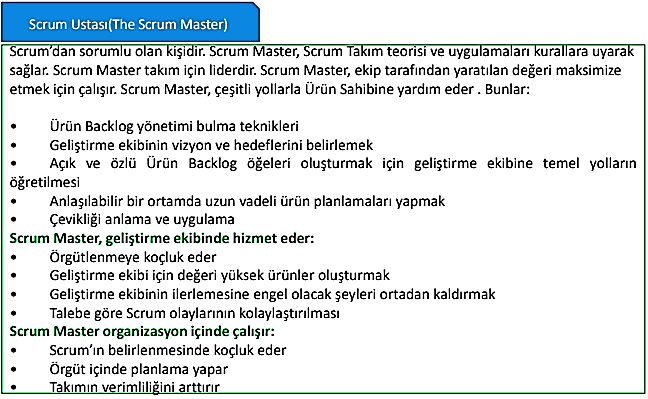 Scrum Ustası(The Scrum Master)
Scrum’dan sorumlu olan kişidir. Scrum Master, Scrum Takım teorisi ve uygulamaları kurallara uyarak
sağlar. Scrum Master takım için liderdir. Scrum Master, ekip tarafından yaratılan değeri maksimize
etmek için çalışır. Scrum Master, çeşitli yollarla Ürün Sahibine yardım eder . Bunlar:
• Ürün Backlog yönetimi bulma teknikleri
• Geliştirme ekibinin vizyon ve hedeflerini belirlemek
• Açık ve özlü Ürün Backlog öğeleri oluşturmak için geliştirme ekibine temel yolların
öğretilmesi
• Anlaşılabilir bir ortamda uzun vadeli ürün planlamaları yapmak
• Çevikliği anlama ve uygulama
Scrum Master, geliştirme ekibinde hizmet eder:
• Örgütlenmeye koçluk eder
• Geliştirme ekibi için değeri yüksek ürünler oluşturmak
• Geliştirme ekibinin ilerlemesine engel olacak şeyleri ortadan kaldırmak
• Talebe göre Scrum olaylarının kolaylaştırılması
Scrum Master organizasyon içinde çalışır:
• Scrum’ın belirlenmesinde koçluk eder
• Örgüt içinde planlama yapar
• Takımın verimliliğini arttırır